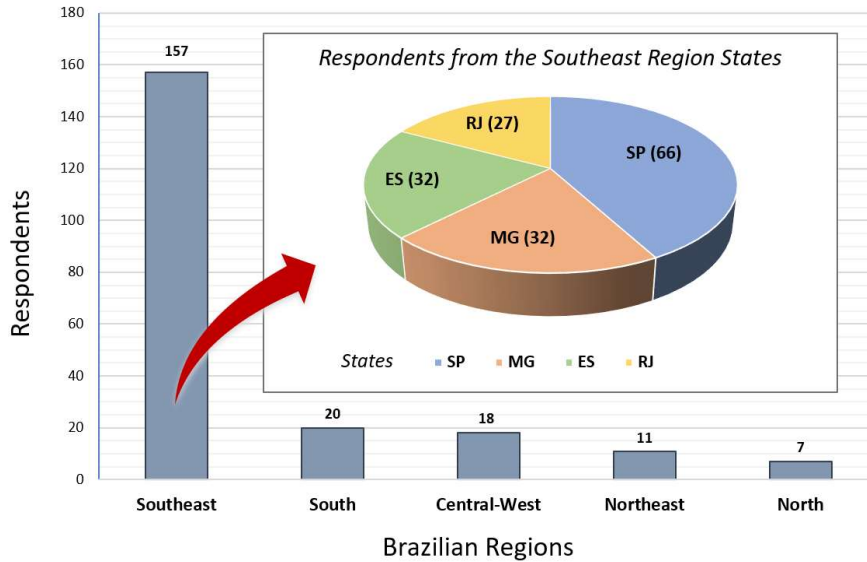 180
160
140
120
100
80
60
40
20
0
Respondents
157
20
18
11
7
Southeast
South
Central-West
Northeast
North
Brazilian Regions
Respondents from the Southeast Region States
RJ (27)
SP (66)
ES (32)
MG (32)
States SP MG ES RJ